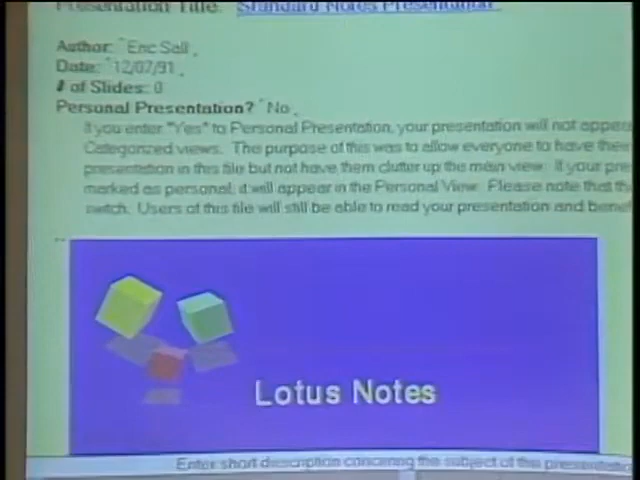 Presentation Title: Standard Notes Presentation
Author: Eric Sall
Date: 12/07/91
# of Slides: 0
Personal Presentation? No
If you enter "Yes" to Personal Presentation, your presentation will not appear
Categorized views. The purpose of this was to allow everyone to have their
presentation in this file but not have them clutter up the main view. If your pre
marked as personal, it will appear in the Personal View. Please note that th
switch. Users of this file will still be able to read your presentation and benef
Lotus Notes
Enter short description concerning the subject of the presentatio